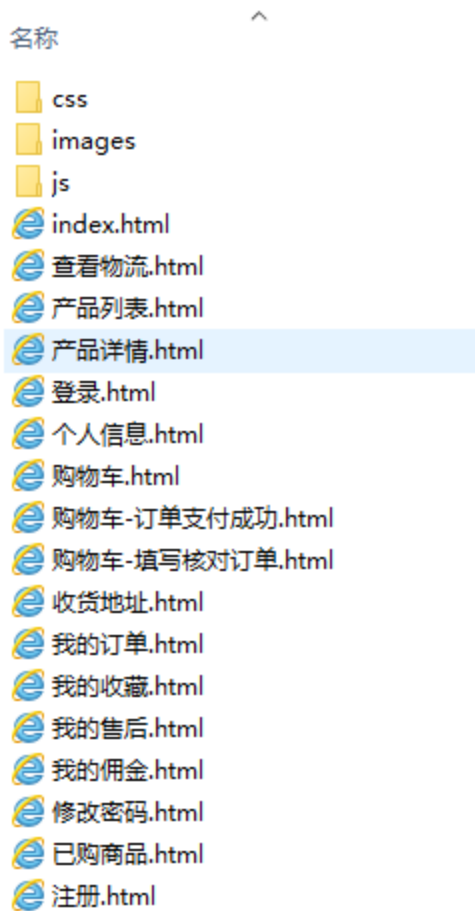 名称
css
images
js
index.html
查看物流.html
产品列表.html
产品详情.html
登录.html
个人信息.html
购物车.html
购物车-订单支付成功.html
购物车-填写核对订单.html
收货地址.html
我的订单.html
我的收藏.html
我的售后.html
我的佣金.html
修改密码.html
已购商品.html
注册.html